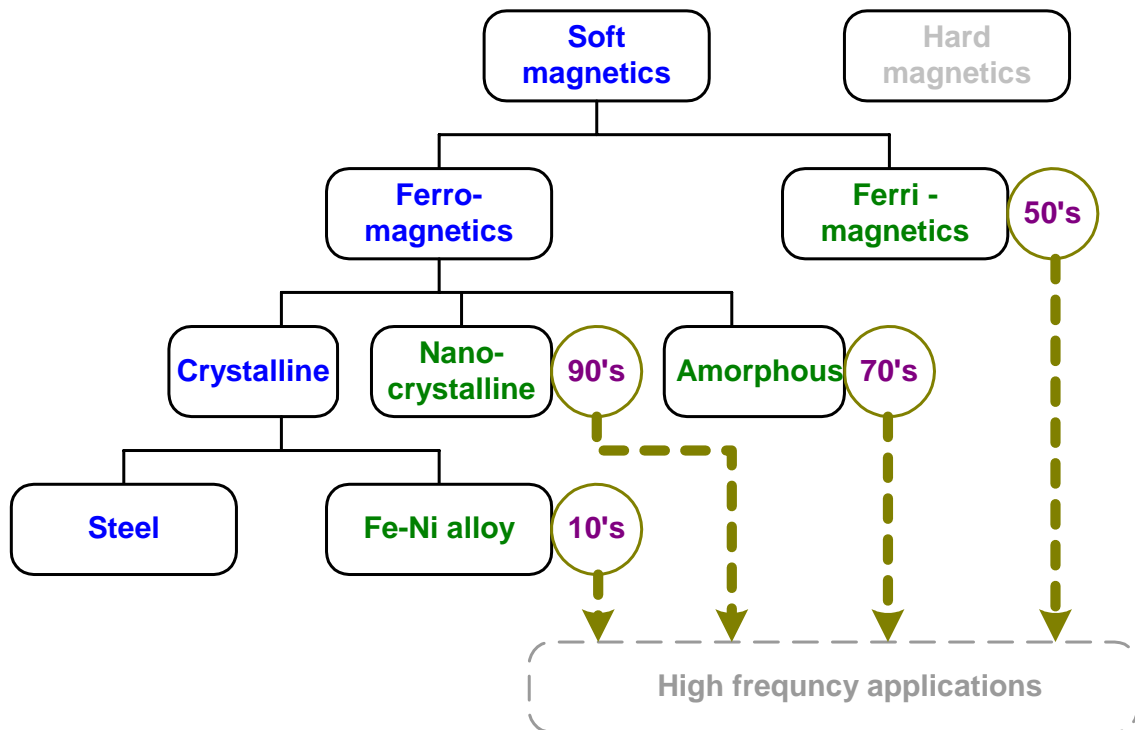 Soft
magnetics
Hard
magnetics
Ferro-
magnetics
Ferri -
magnetics
50's
Crystalline
Nano-
crystalline
90's
Amorphous
70's
Steel
Fe-Ni alloy
10's
High frequncy applications